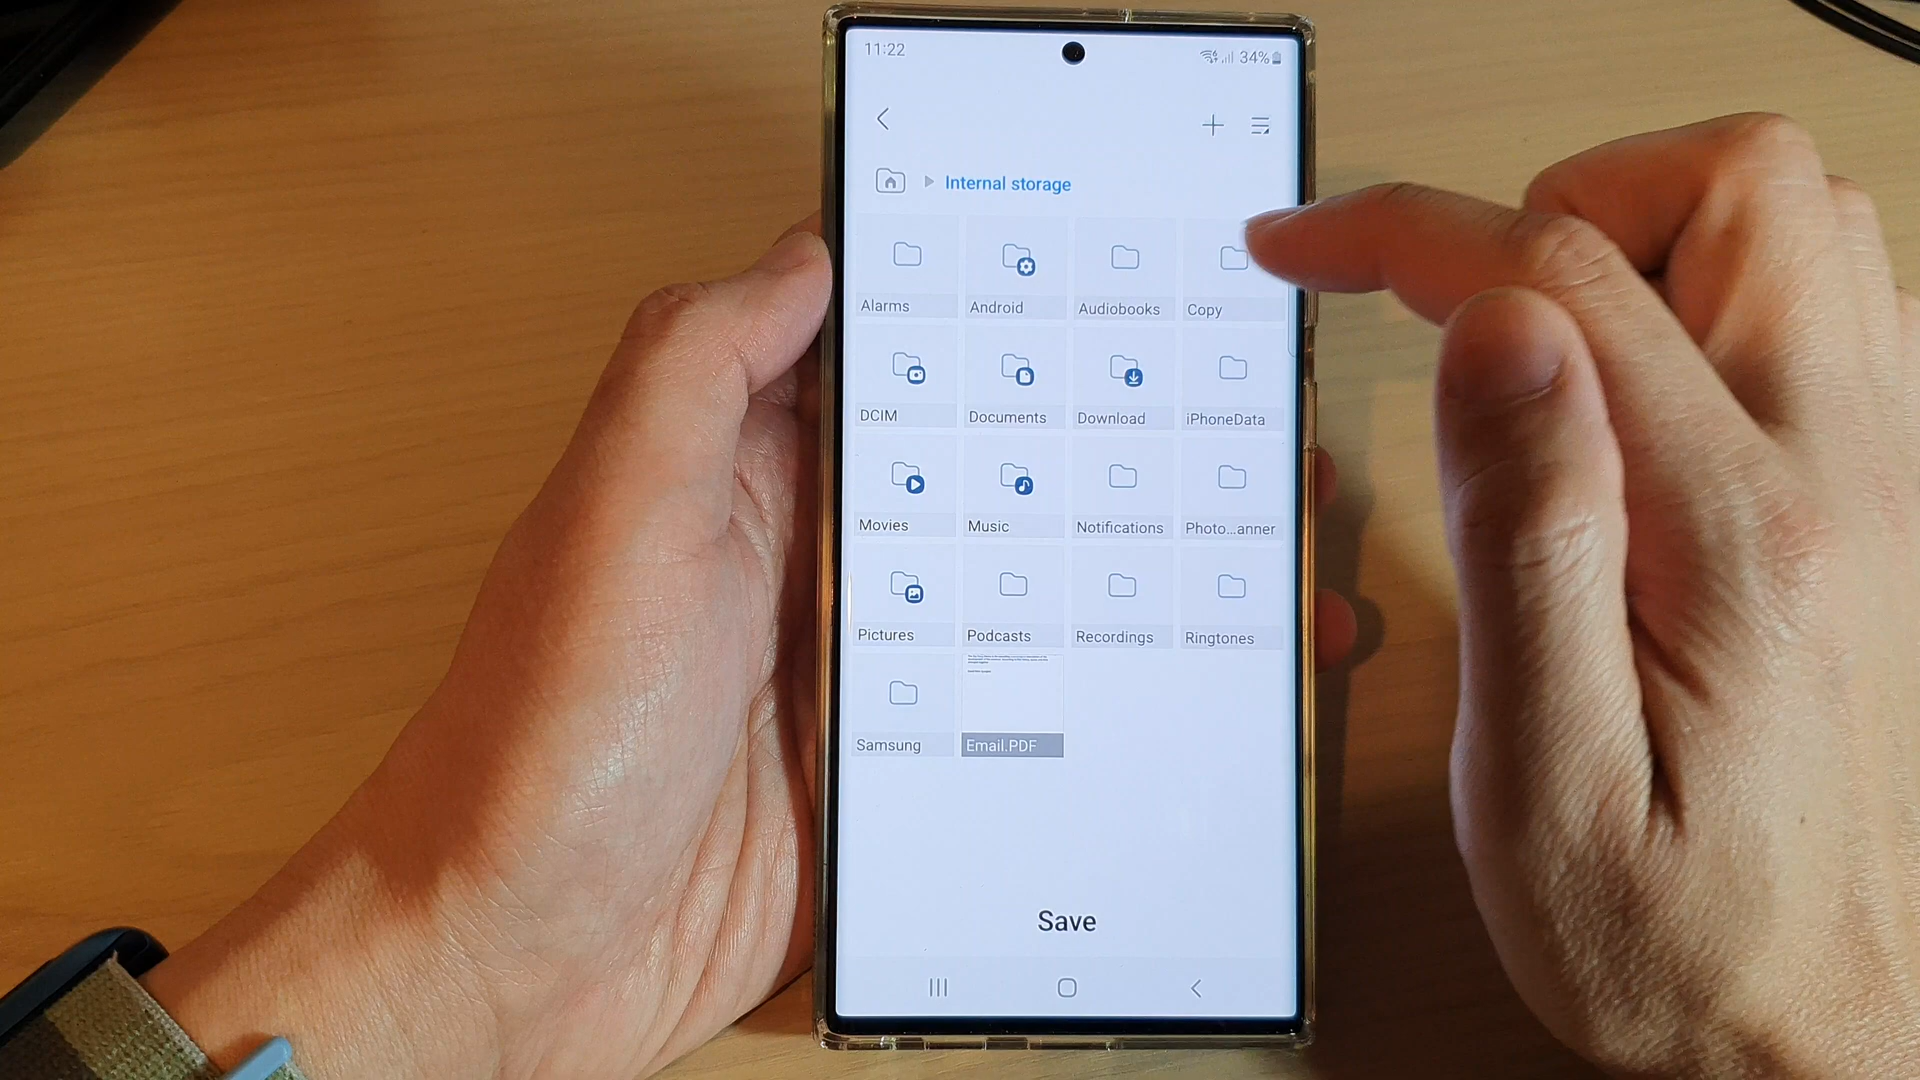 11:22 34%
Internal storage
Alarms Android Audiobooks Copy
DCIM Documents Download iPhoneData
Movies Music Notifications Photo...anner
Pictures Podcasts Recordings Ringtones
Samsung Email.PDF
Save